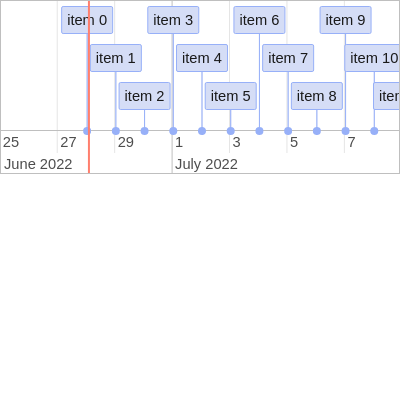 item 0 item 3 item 6 item 9
item 1 item 4 item 7 item 10
item 2 item 5 item 8
25 27 29 1 3 5 7
June 2022 July 2022